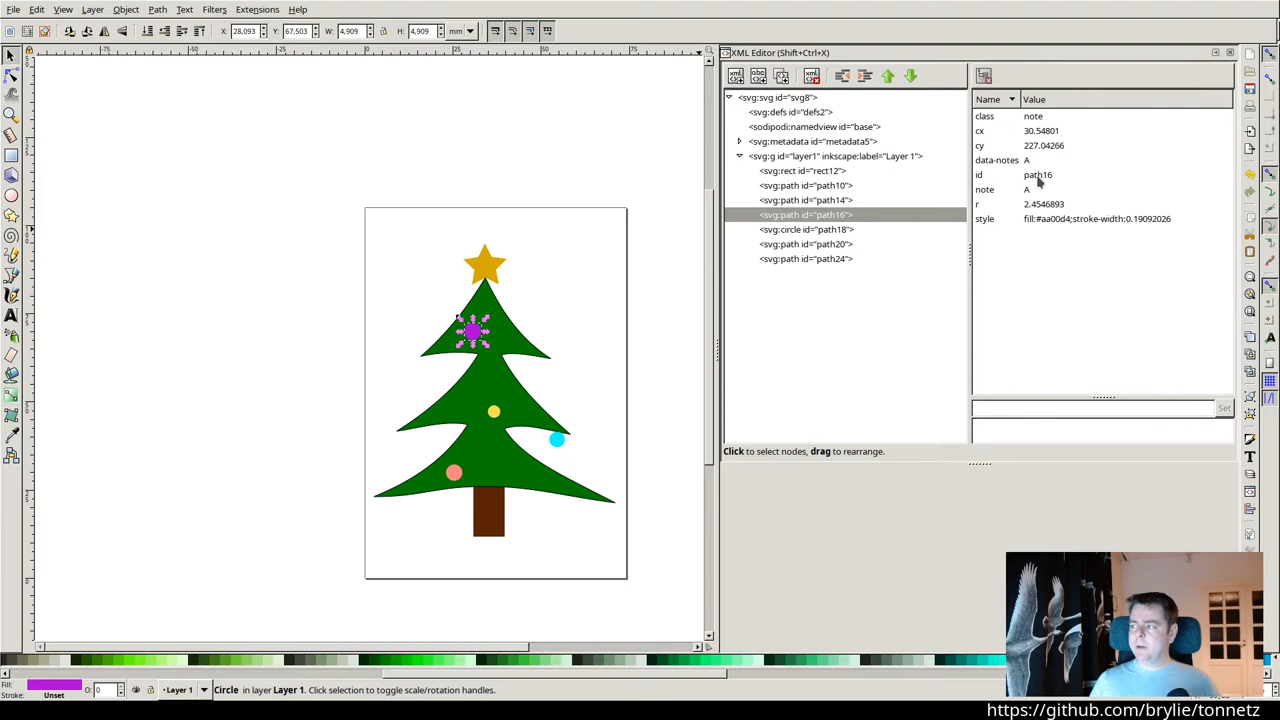 File Edit View Layer Object Path Text Filters Extensions Help
X: 28,093 Y: 67,503 W: 4,909 H: 4,909 mm
XML Editor (Shift+Ctrl+X)
<svg:svg id="svg8">
<svg:defs id="defs2">
<sodipodi:namedview id="base">
<svg:metadata id="metadata5">
<svg:g id="layer1" inkscape:label="Layer 1">
<svg:rect id="rect12">
<svg:path id="path10">
<svg:path id="path14">
<svg:path id="path16">
<svg:circle id="path18">
<svg:path id="path20">
<svg:path id="path24">
Name Value
class note
cx 30.54801
cy 227.04266
data-notes A
id path16
note A
r 2.4546893
style fill:#aa00d4;stroke-width:0.19092026
Set
Click to select nodes, drag to rearrange.
Fill:
Stroke: Unset
O: 0
Layer 1
Circle in layer Layer 1. Click selection to toggle scale/rotation handles.
https://github.com/brylie/tonnetz